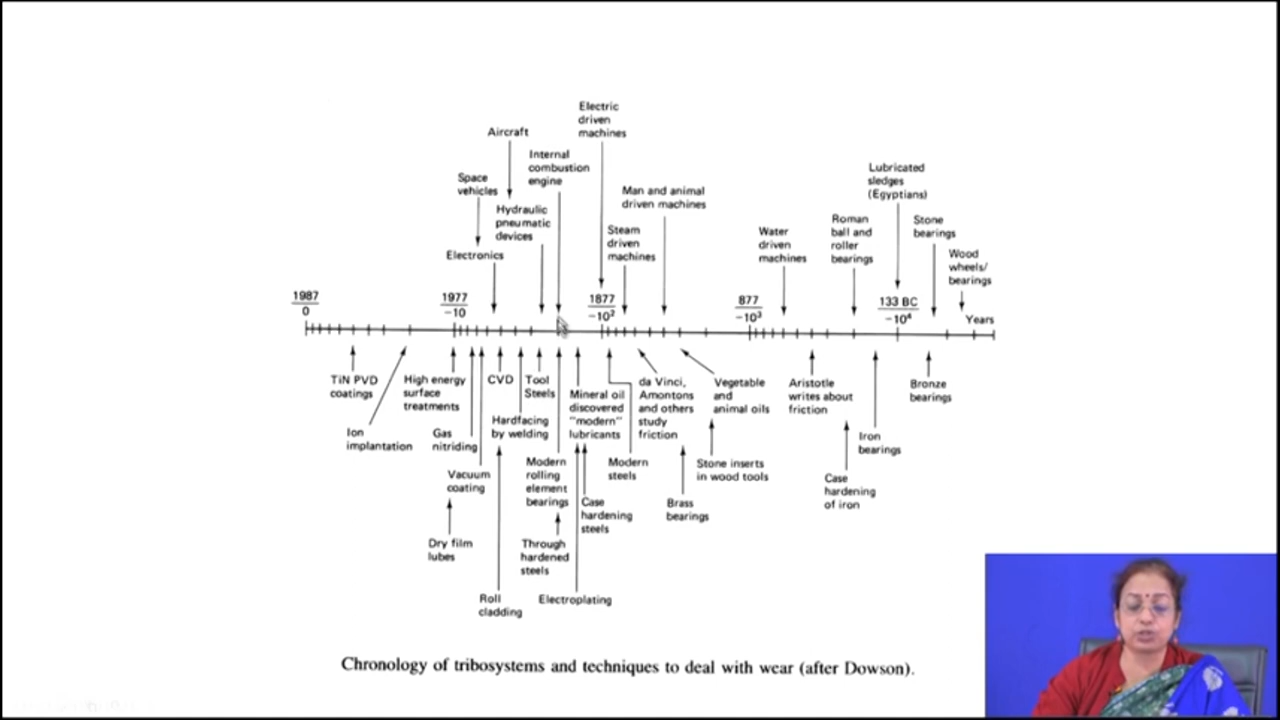 Electric
driven
machines
Aircraft
Internal
combustion
engine
Space
vehicles
Hydraulic
pneumatic
devices
Electronics
Man and animal
driven machines
Steam
driven
machines
Water
driven
machines
Roman
ball and
roller
bearings
Lubricated
sledges
(Egyptians)
Stone
bearings
Wood
wheels/
bearings
1987
0
1977
-10
1877
-10²
877
-10³
133 BC
-10⁴
Years
TiN PVD
coatings
Ion
implantation
High energy
surface
treatments
Gas
nitriding
Vacuum
coating
Dry film
lubes
CVD
Hardfacing
by welding
Roll
cladding
Tool
Steels
Modern
rolling
element
bearings
Through
hardened
steels
Mineral oil
discovered
"modern"
lubricants
Case
hardening
steels
Electroplating
Modern
steels
da Vinci,
Amontons
and others
study
friction
Brass
bearings
Vegetable
and
animal oils
Stone inserts
in wood tools
Aristotle
writes about
friction
Case
hardening
of iron
Iron
bearings
Bronze
bearings
Chronology of tribosystems and techniques to deal with wear (after Dowson).